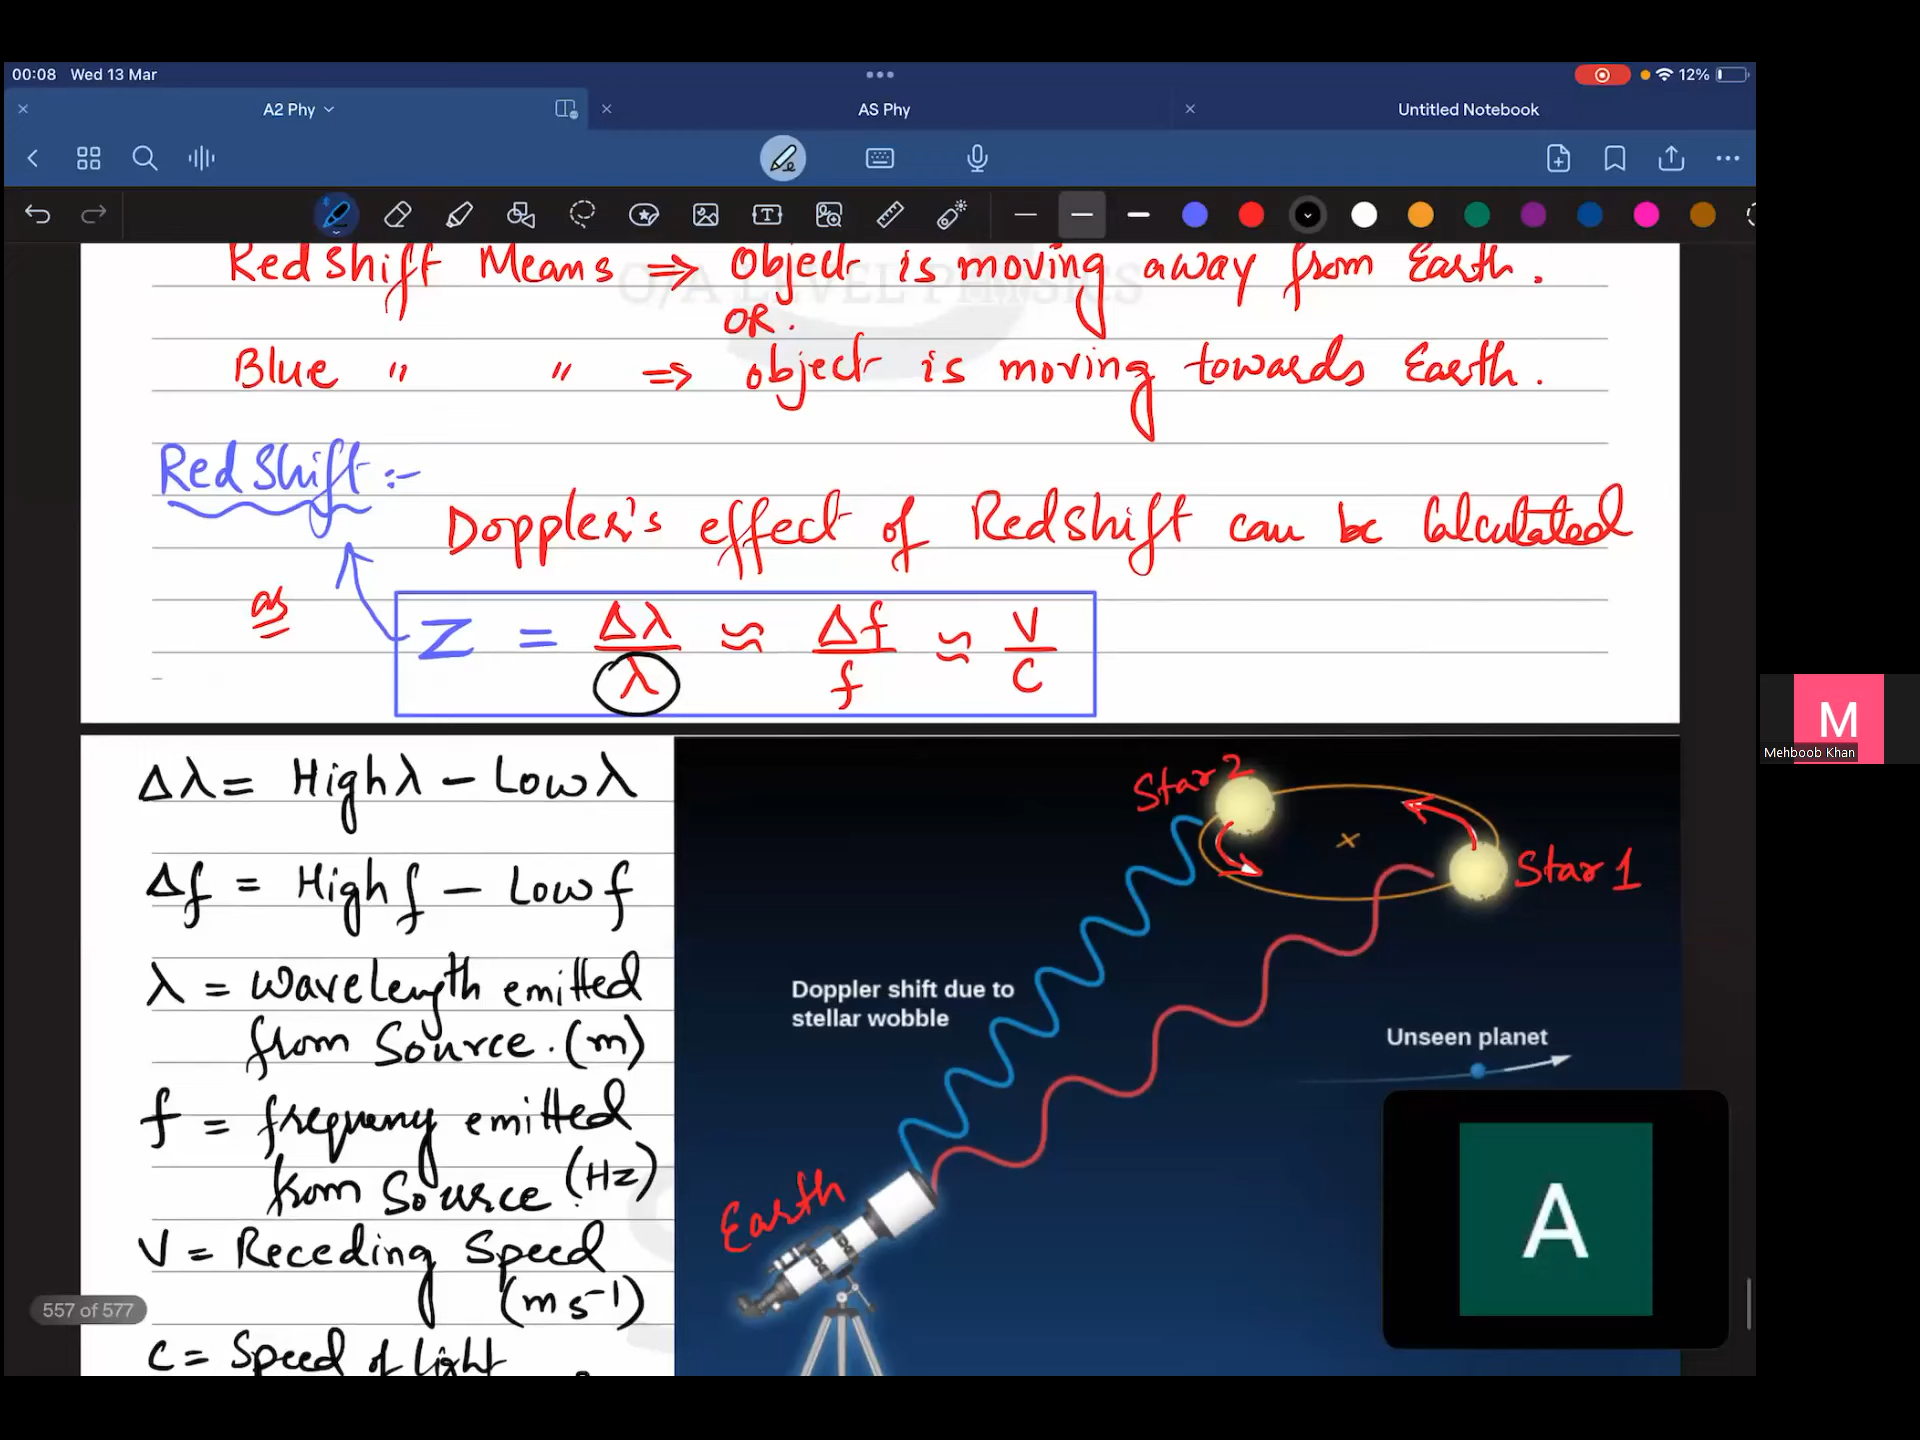 00:08 Wed 13 Mar
12%
A2 Phy
AS Phy
Untitled Notebook
O/A LEVEL PHYSICS
Redshift Means ⇒ Object is moving away from Earth.
OR.
Blue " " ⇒ object is moving towards Earth.
Red Shift :-
Doppler's effect of Redshift can be Calculated
as
Z = Δλ/λ ≈ Δf/f ≈ v/c
Δλ = High λ - Low λ
Δf = High f - Low f
λ = wavelength emitted
from Source. (m)
f = frequency emitted
from Source. (Hz)
V = Receding Speed
(m s⁻¹)
C = Speed of light
Star 2
Star 1
Doppler shift due to
stellar wobble
Unseen planet
Earth
557 of 577
M
Mehboob Khan
A